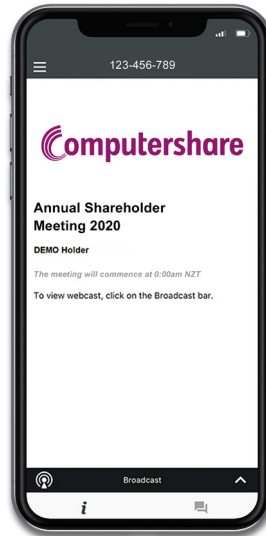 123-456-789
Computershare
Annual Shareholder
Meeting 2020
DEMO Holder
The meeting will commence at 0:00am NZT
To view webcast, click on the Broadcast bar.
Broadcast
i